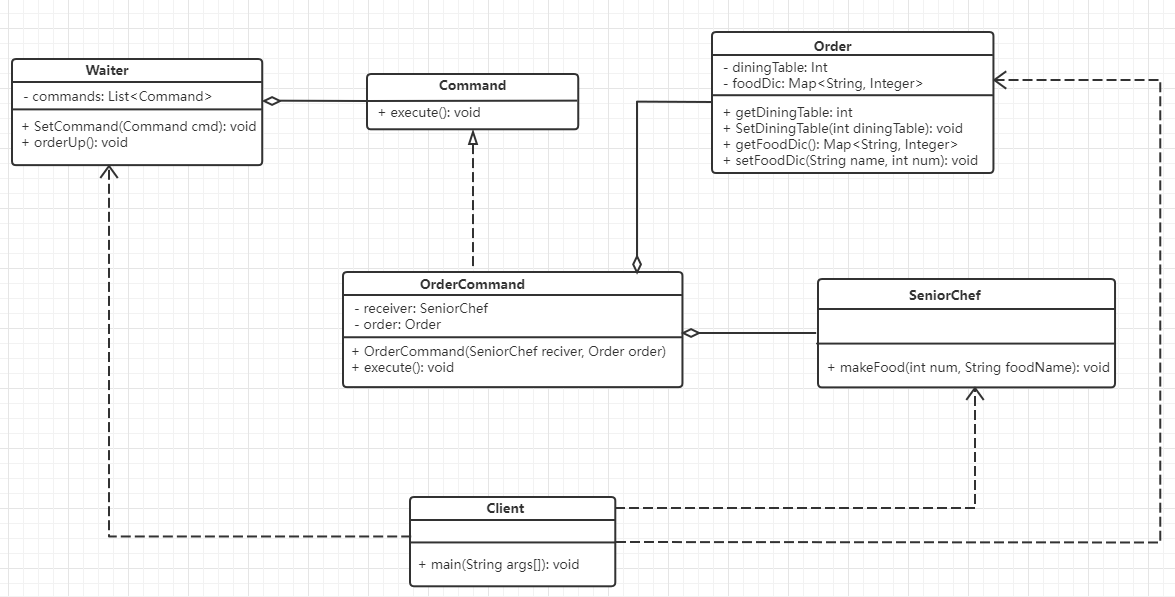 Waiter
- commands: List<Command>
+ SetCommand(Command cmd): void
+ orderUp(): void
Command
+ execute(): void
Order
- diningTable: Int
- foodDic: Map<String, Integer>
+ getDiningTable: int
+ SetDiningTable(int diningTable): void
+ getFoodDic(): Map<String, Integer>
+ setFoodDic(String name, int num): void
OrderCommand
- receiver: SeniorChef
- order: Order
+ OrderCommand(SeniorChef reciver, Order order)
+ execute(): void
SeniorChef
+ makeFood(int num, String foodName): void
Client
+ main(String args[]): void